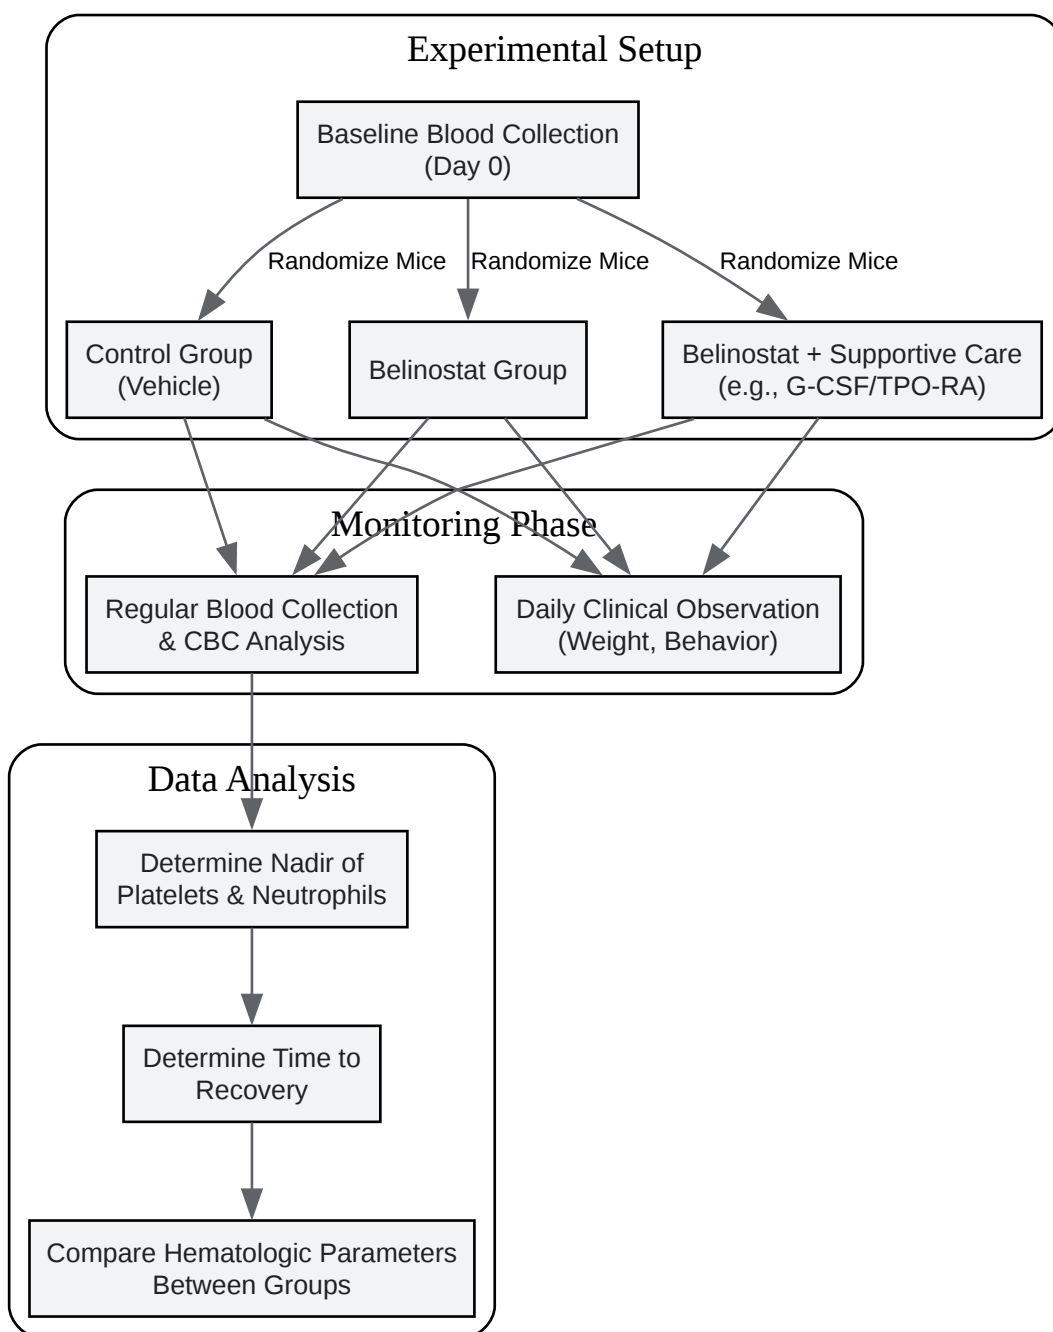 Experimental Setup
Baseline Blood Collection
(Day 0)
Randomize Mice
Randomize Mice
Randomize Mice
Control Group
(Vehicle)
Belinostat Group
Belinostat + Supportive Care
(e.g., G-CSF/TPO-RA)
Monitoring Phase
Regular Blood Collection
& CBC Analysis
Daily Clinical Observation
(Weight, Behavior)
Data Analysis
Determine Nadir of
Platelets & Neutrophils
Determine Time to
Recovery
Compare Hematologic Parameters
Between Groups